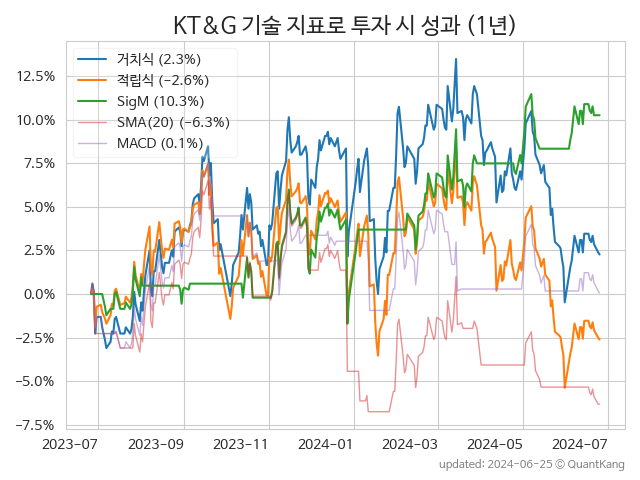 KT&G 기술 지표로 투자 시 성과 (1년)
거치식 (2.3%)
적립식 (−2.6%)
SigM (10.3%)
SMA(20) (−6.3%)
MACD (0.1%)
12.5%
10.0%
7.5%
5.0%
2.5%
0.0%
−2.5%
−5.0%
−7.5%
2023-07 2023-09 2023-11 2024-01 2024-03 2024-05 2024-07
updated: 2024-06-25 © QuantKang